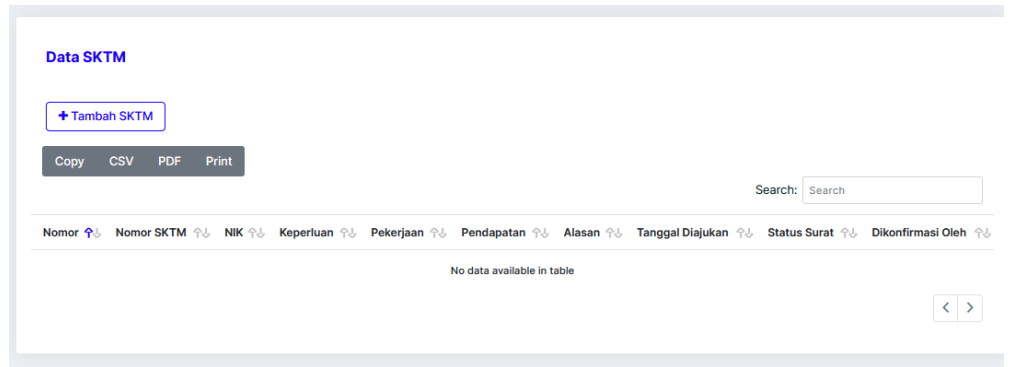 Data SKTM
+ Tambah SKTM
Copy CSV PDF Print
Search: Search
Nomor Nomor SKTM NIK Keperluan Pekerjaan Pendapatan Alasan Tanggal Diajukan Status Surat Dikonfirmasi Oleh
No data available in table